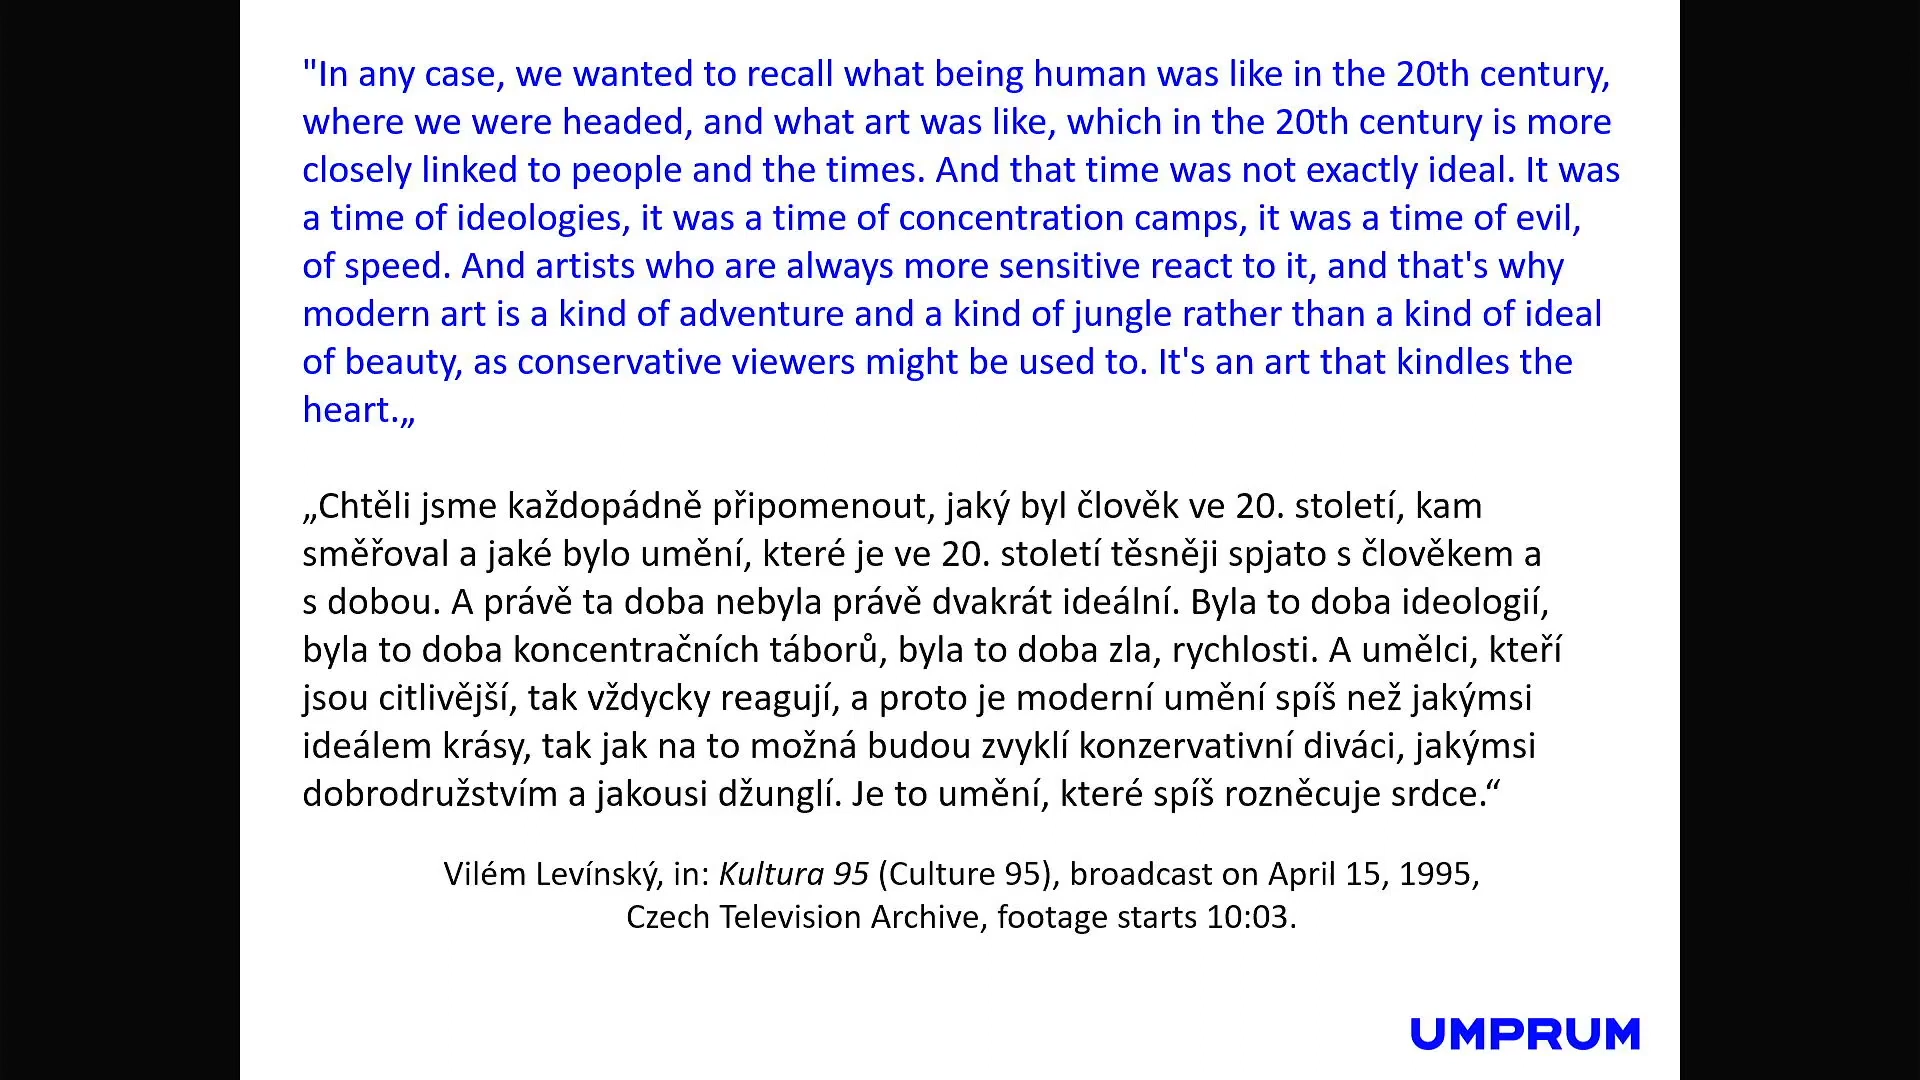 "In any case, we wanted to recall what being human was like in the 20th century,
where we were headed, and what art was like, which in the 20th century is more
closely linked to people and the times. And that time was not exactly ideal. It was
a time of ideologies, it was a time of concentration camps, it was a time of evil,
of speed. And artists who are always more sensitive react to it, and that's why
modern art is a kind of adventure and a kind of jungle rather than a kind of ideal
of beauty, as conservative viewers might be used to. It's an art that kindles the
heart.„
„Chtěli jsme každopádně připomenout, jaký byl člověk ve 20. století, kam
směřoval a jaké bylo umění, které je ve 20. století těsněji spjato s člověkem a
s dobou. A právě ta doba nebyla právě dvakrát ideální. Byla to doba ideologií,
byla to doba koncentračních táborů, byla to doba zla, rychlosti. A umělci, kteří
jsou citlivější, tak vždycky reagují, a proto je moderní umění spíš než jakýmsi
ideálem krásy, tak jak na to možná budou zvyklí konzervativní diváci, jakýmsi
dobrodružstvím a jakousi džunglí. Je to umění, které spíš rozněcuje srdce.“
Vilém Levínský, in: Kultura 95 (Culture 95), broadcast on April 15, 1995,
Czech Television Archive, footage starts 10:03.
UMPRUM